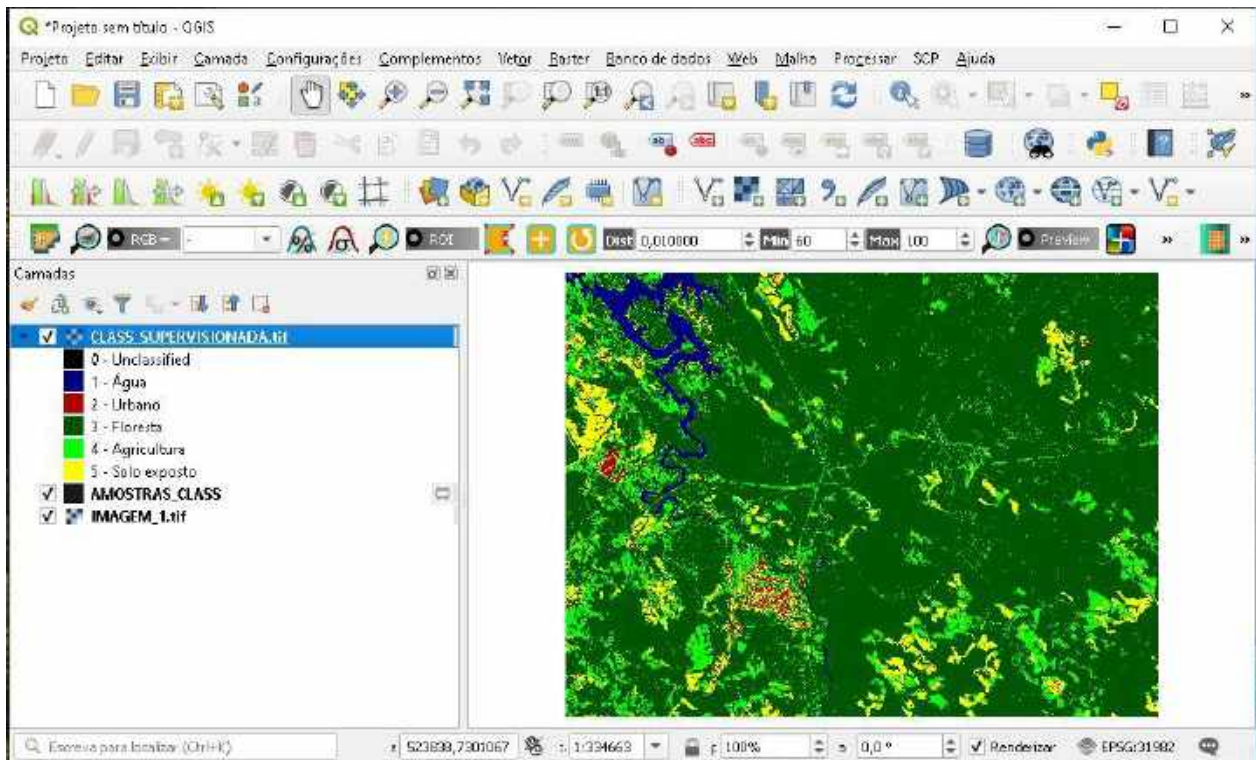 *Projeto sem título - QGIS
Projeto Editar Exibir Camada Configurações Complementos Vetor Raster Banco de dados Web Malha Processar SCP Ajuda
RGB = -
ROI
Dist 0,010000
Min 60
Max 100
Preview
Camadas
CLASS_SUPERVISIONADA.tif
0 - Unclassified
1 - Água
2 - Urbano
3 - Floresta
4 - Agricultura
5 - Solo exposto
AMOSTRAS_CLASS
IMAGEM_1.tif
Escreva para localizar (Ctrl+K)
523838,7301067
1:334663
100%
0,0 °
Renderizar
EPSG:31982